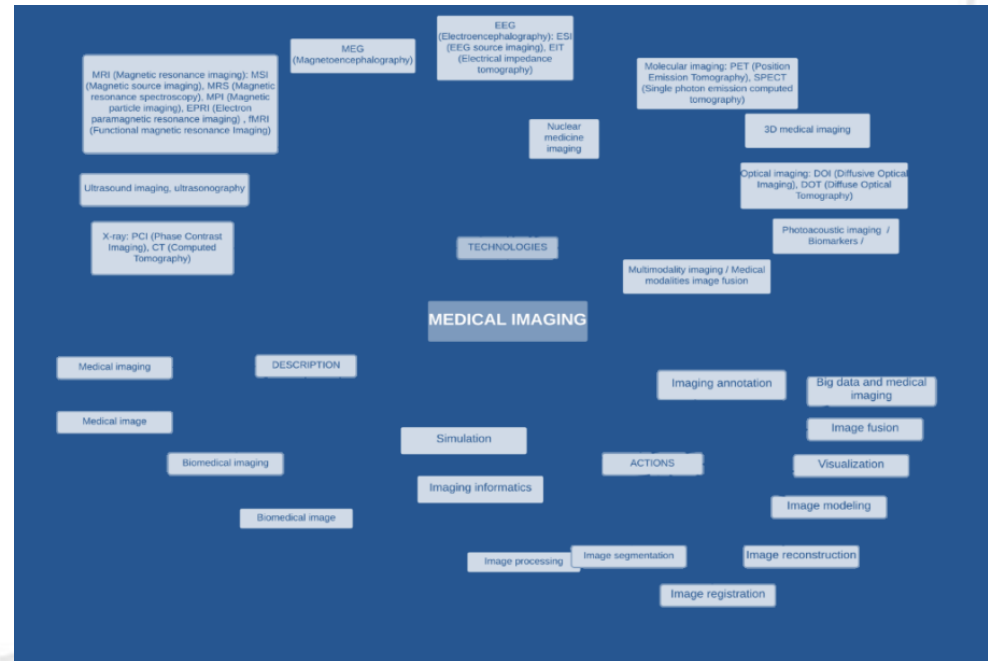 EEG
(Electroencephalography): ESI
(EEG source imaging), EIT
(Electrical impedance
tomography)
MEG
(Magnetoencephalography)
MRI (Magnetic resonance imaging): MSI
(Magnetic source imaging), MRS (Magnetic
resonance spectroscopy), MPI (Magnetic
particle imaging), EPRI (Electron
paramagnetic resonance imaging) , fMRI
(Functional magnetic resonance Imaging)
Molecular imaging: PET (Position
Emission Tomography), SPECT
(Single photon emission computed
tomography)
Nuclear
medicine
imaging
3D medical imaging
Ultrasound imaging, ultrasonography
Optical imaging: DOI (Diffusive Optical
Imaging), DOT (Diffuse Optical
Tomography)
X-ray: PCI (Phase Contrast
Imaging), CT (Computed
Tomography)
Photoacoustic imaging /
Biomarkers /
TECHNOLOGIES
Multimodality imaging / Medical
modalities image fusion
MEDICAL IMAGING
Medical imaging
DESCRIPTION
Imaging annotation
Big data and medical
imaging
Medical image
Image fusion
Simulation
Biomedical imaging
ACTIONS
Visualization
Imaging informatics
Image modeling
Biomedical image
Image processing
Image segmentation
Image reconstruction
Image registration